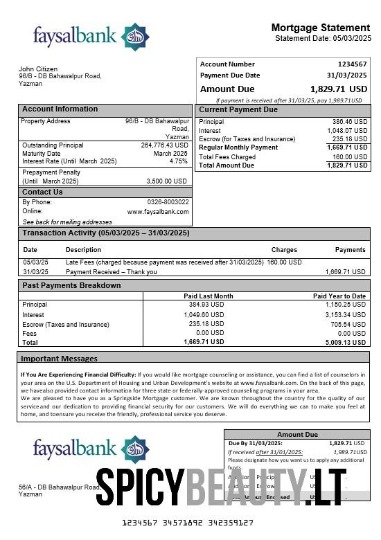 faysalbank
Mortgage Statement
Statement Date: 05/03/2025
John Citizen
96/B - DB Bahawalpur Road,
Yazman
Account Number 1234567
Payment Due Date 31/03/2025
Amount Due 1,829.71 USD
If payment is received after 31/03/25, pay 1,989.71 USD
Account Information
Property Address 96/B - DB Bahawalpur
Road,
Yazman
Outstanding Principal 264,776.43 USD
Maturity Date March 2025
Interest Rate (Until March 2025) 4.75%
Prepayment Penalty
(Until March 2025) 3,500.00 USD
Contact Us
By Phone: 0326-8003022
Online: www.faysalbank.com
See back for mailing addresses
Current Payment Due
Principal 386.46 USD
Interest 1,048.07 USD
Escrow (for Taxes and Insurance) 235.18 USD
Regular Monthly Payment 1,669.71 USD
Total Fees Charged 160.00 USD
Total Amount Due 1,829.71 USD
Transaction Activity (05/03/2025 – 31/03/2025)
Date Description Charges Payments
05/03/25 Late Fees (charged because payment was received after 31/03/2025) 160.00 USD
31/03/25 Payment Received – Thank you 1,669.71 USD
Past Payments Breakdown
Paid Last Month Paid Year to Date
Principal 384.93 USD 1,150.25 USD
Interest 1,049.60 USD 3,153.34 USD
Escrow (Taxes and Insurance) 235.18 USD 705.54 USD
Fees 0.00 USD 0.00 USD
Total 1,669.71 USD 5,009.13 USD
Important Messages
If You Are Experiencing Financial Difficulty: If you would like mortgage counseling or assistance, you can find a list of counselors in
your area on the U.S. Department of Housing and Urban Development's website at www.faysalbank.com. On the back of this page,
we have also provided contact information for three state or federally approved counseling programs in your area.
We are pleased to have you as a Springside Mortgage customer. We are known throughout the country for the quality of our
service and our dedication to providing financial security for our customers. We will do everything we can to make you feel at
home, and to ensure you receive the friendly, professional service you deserve.
faysalbank
56/A - DB Bahawalpur Road,
Yazman
Amount Due
Due By 31/03/2025: 1,829.71 USD
If received after 31/03/2025: 1,989.71 USD
Please designate how you want us to apply any additional
funds.
SPICYBEAUTY.LT
1234567 34571892 342359127